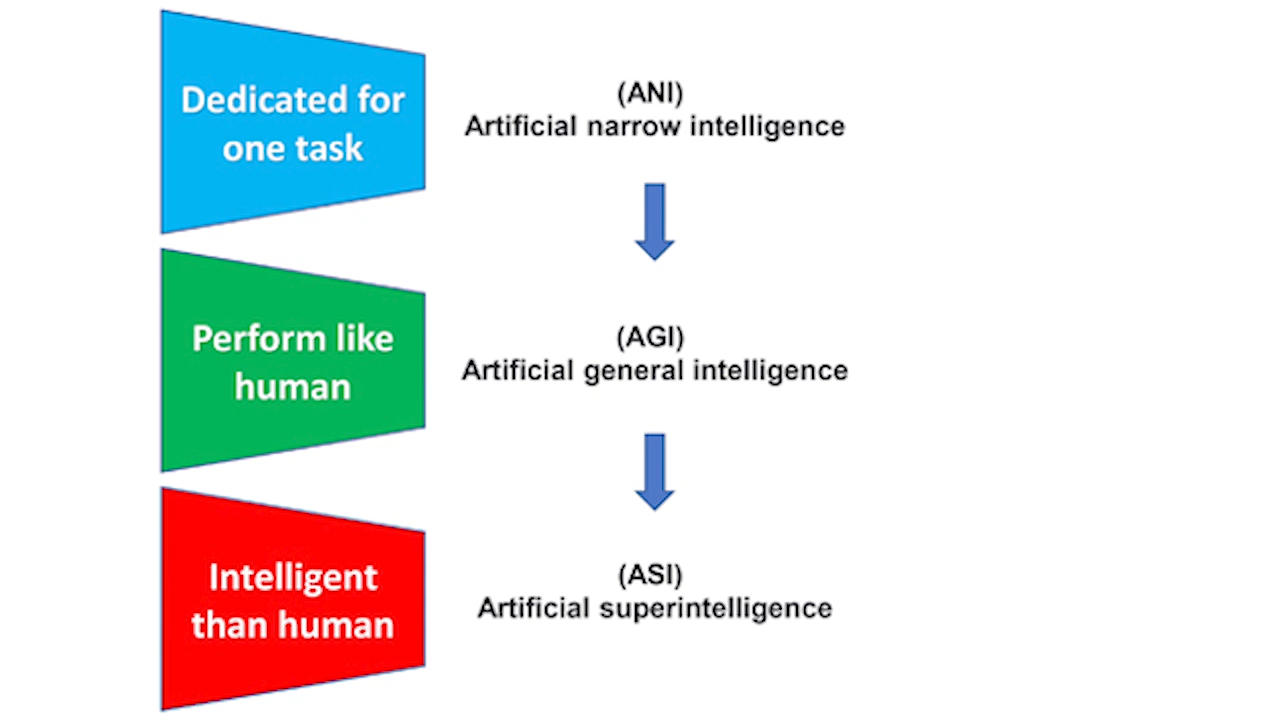 Dedicated for
one task
(ANI)
Artificial narrow intelligence
Perform like
human
(AGI)
Artificial general intelligence
Intelligent
than human
(ASI)
Artificial superintelligence